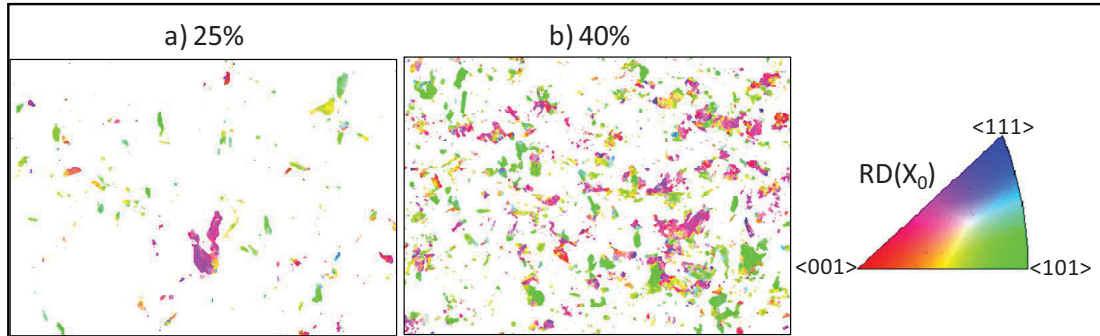 a) 25%
b) 40%
<111>
RD(X₀)
<001>
<101>